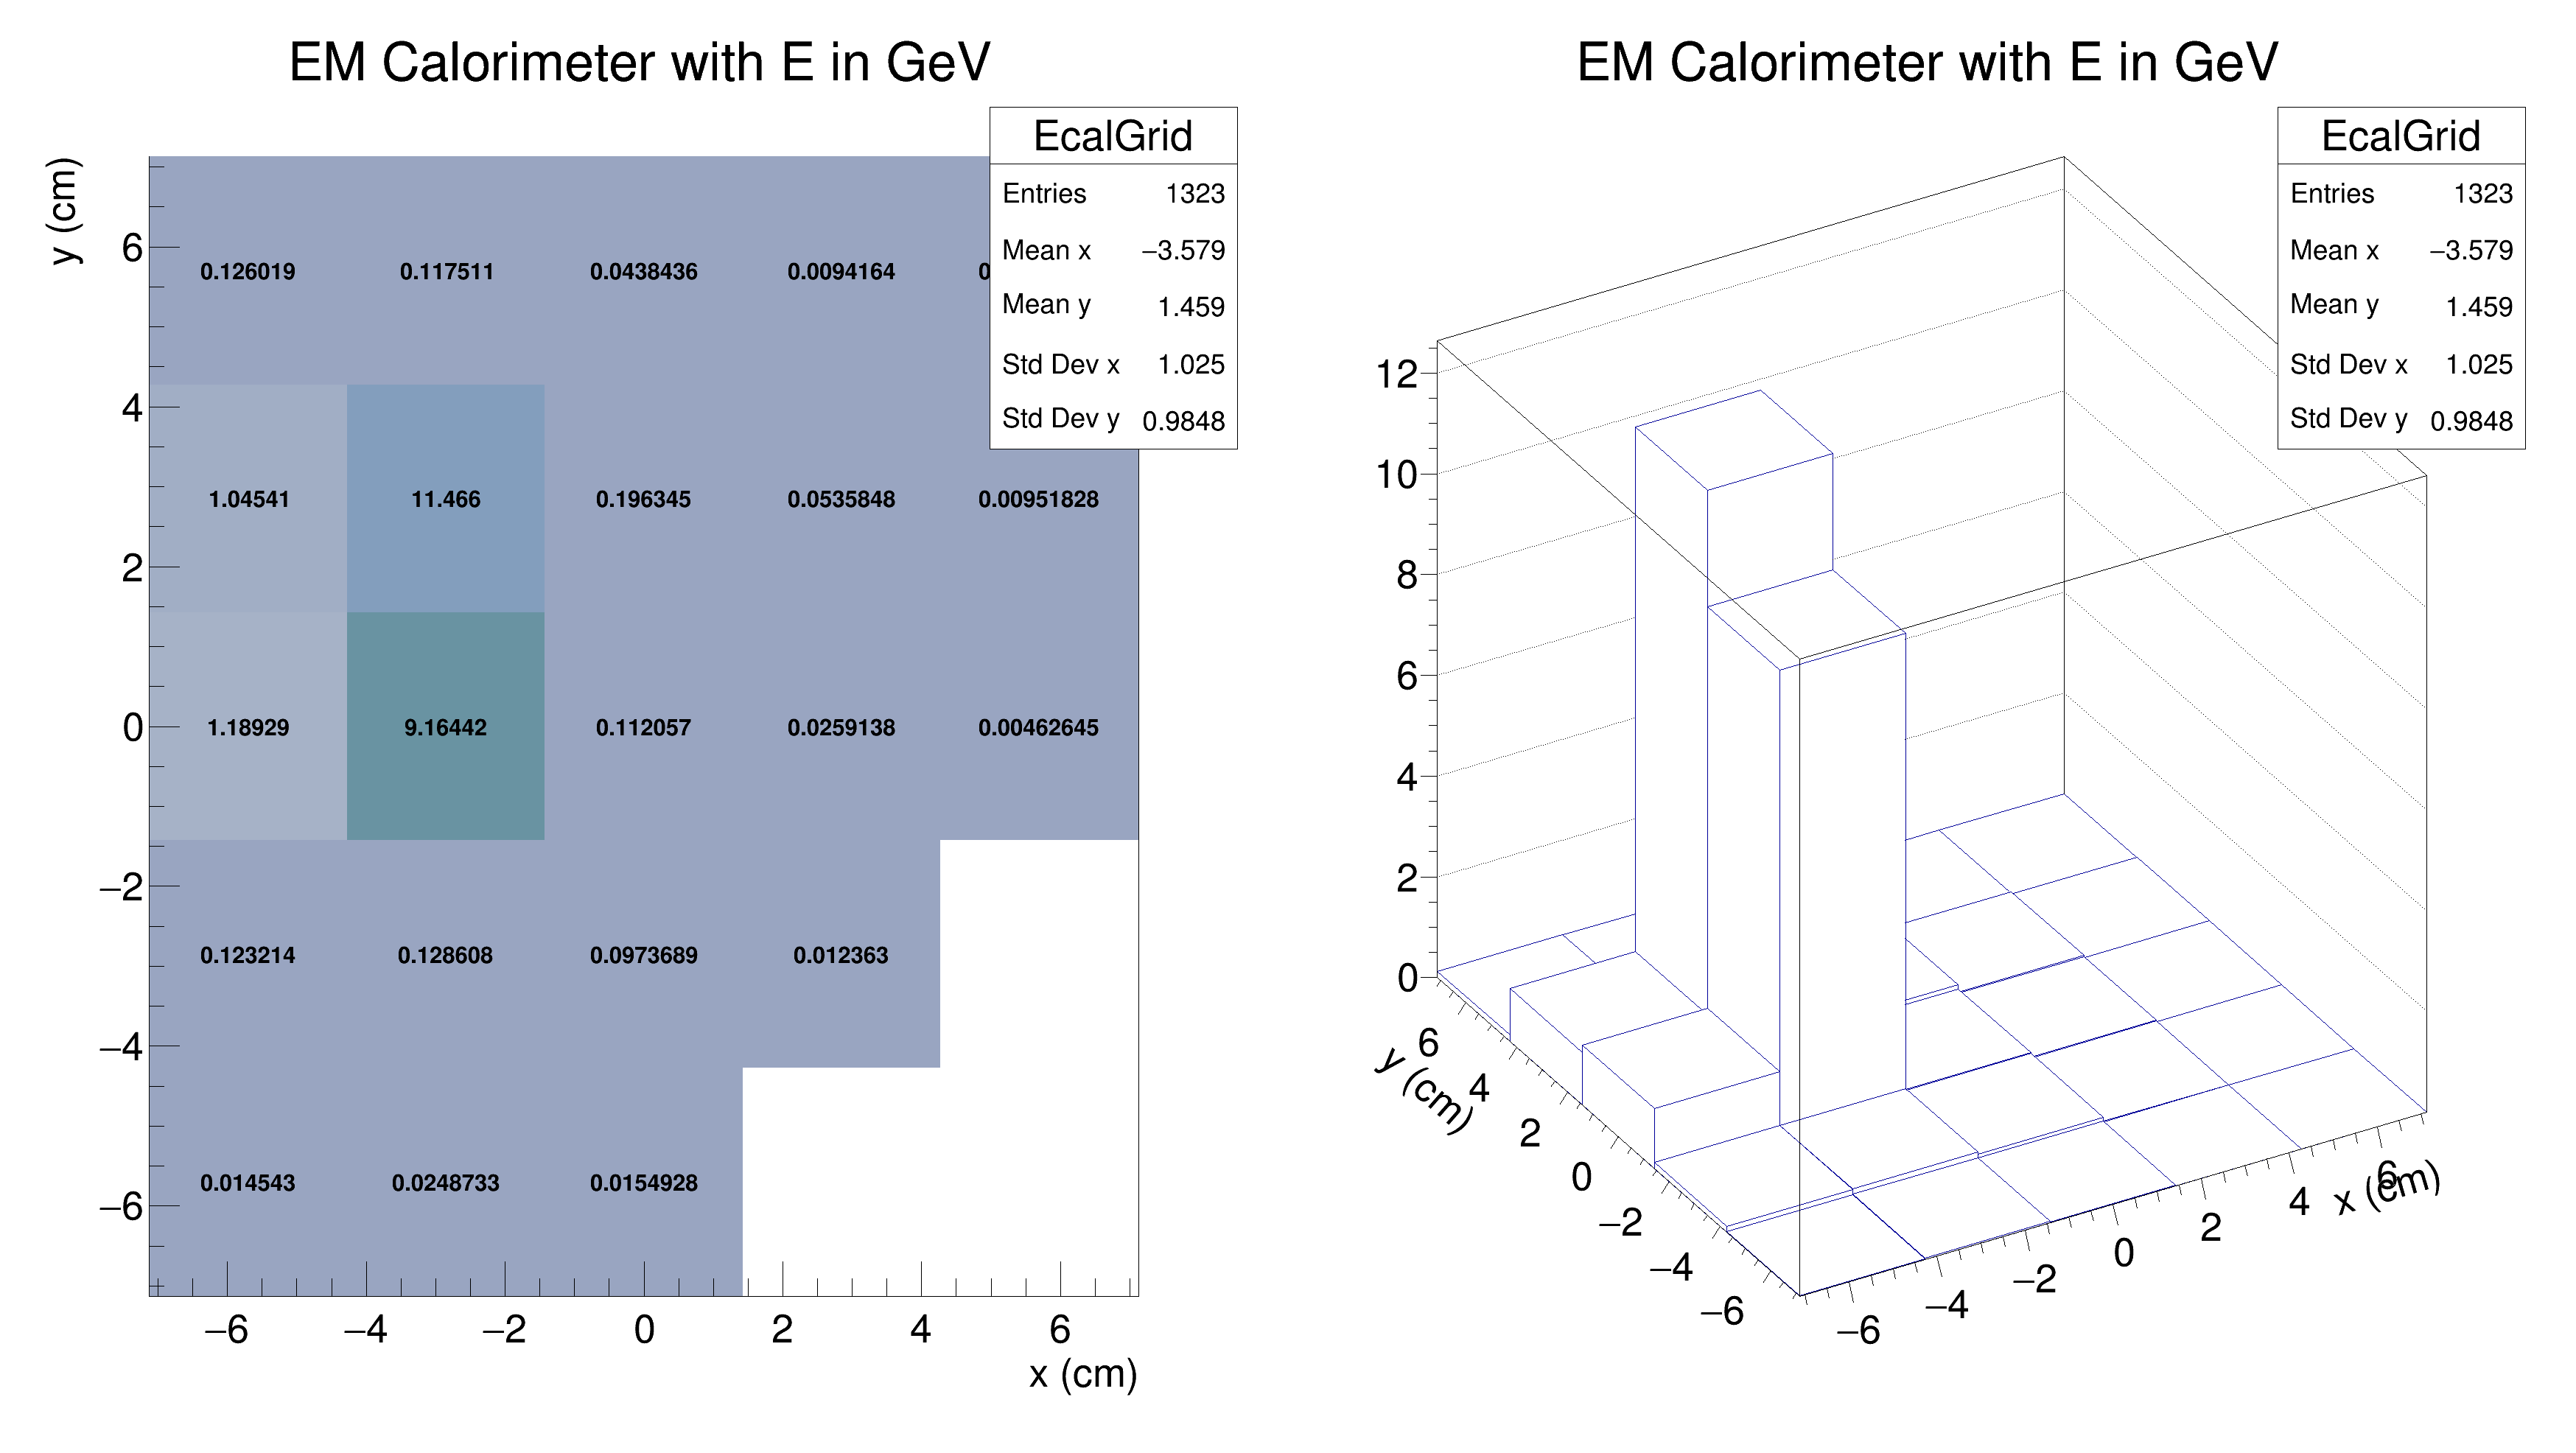 EM Calorimeter with E in GeV
EcalGrid
Entries 1323
Mean x −3.579
Mean y 1.459
Std Dev x 1.025
Std Dev y 0.9848
y (cm)
6
4
2
0
−2
−4
−6
0.126019 0.117511 0.0438436 0.0094164
1.04541 11.466 0.196345 0.0535848 0.00951828
1.18929 9.16442 0.112057 0.0259138 0.00462645
0.123214 0.128608 0.0973689 0.012363
0.014543 0.0248733 0.0154928
−6 −4 −2 0 2 4 6
x (cm)
EM Calorimeter with E in GeV
EcalGrid
Entries 1323
Mean x −3.579
Mean y 1.459
Std Dev x 1.025
Std Dev y 0.9848
12
10
8
6
4
2
0
y (cm)
6
4
2
0
−2
−4
−6
−6
−4
−2
0
2
4
6
x (cm)